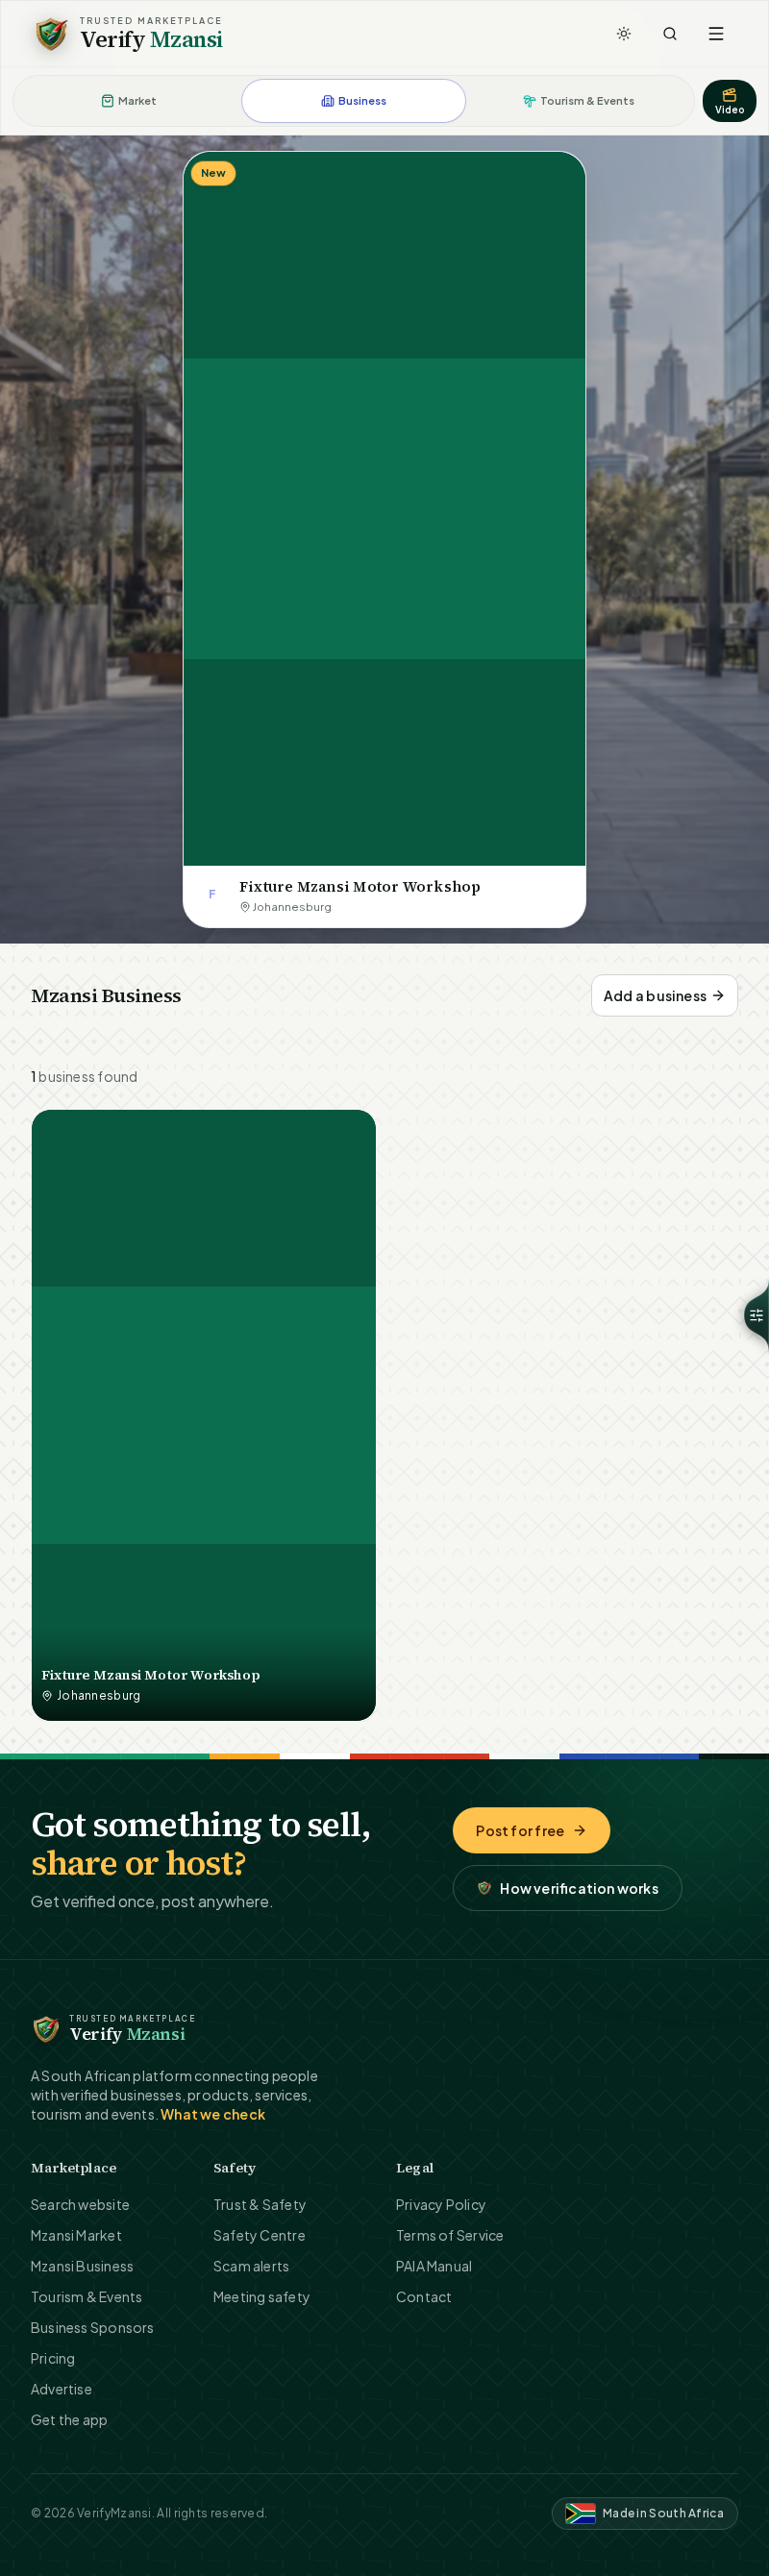 TRUSTED MARKETPLACE
Verify Mzansi
Market
Business
Tourism & Events
Video
New
F
Fixture Mzansi Motor Workshop
Johannesburg
Mzansi Business
Add a business
1 business found
Fixture Mzansi Motor Workshop
Johannesburg
Got something to sell,
share or host?
Get verified once, post anywhere.
Post for free
How verification works
TRUSTED MARKETPLACE
Verify Mzansi
A South African platform connecting people
with verified businesses, products, services,
tourism and events. What we check
Marketplace
Search website
Mzansi Market
Mzansi Business
Tourism & Events
Business Sponsors
Pricing
Advertise
Get the app
Safety
Trust & Safety
Safety Centre
Scam alerts
Meeting safety
Legal
Privacy Policy
Terms of Service
PAIA Manual
Contact
© 2026 VerifyMzansi. All rights reserved.
Made in South Africa